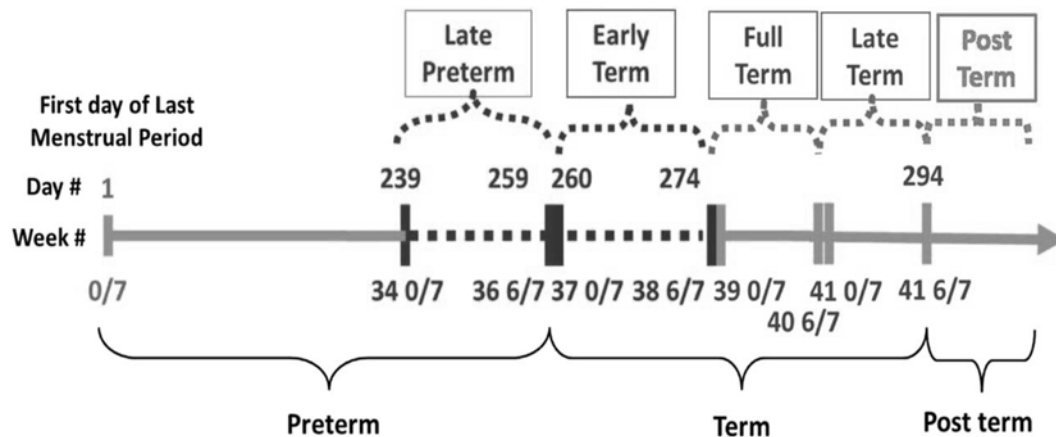 Late
Preterm
Early
Term
Full
Term
Late
Term
Post
Term
First day of Last
Menstrual Period
Day # 1 239 259 260 274 294
Week #
0/7 34 0/7 36 6/7 37 0/7 38 6/7 39 0/7 41 0/7 41 6/7
40 6/7
Preterm Term Post term